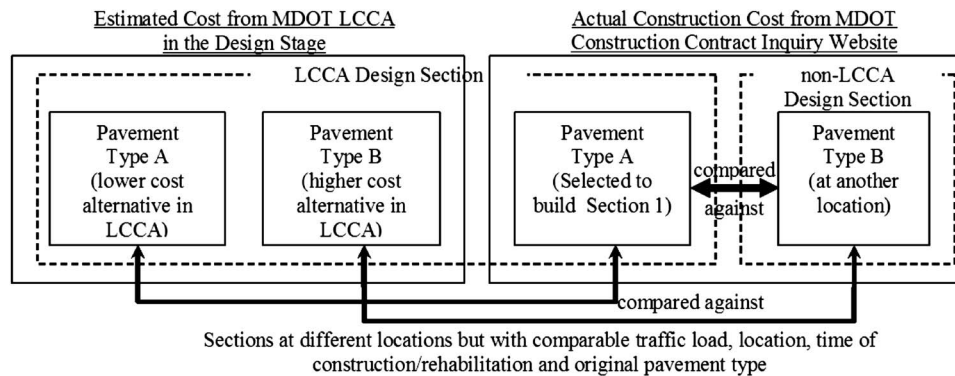 Estimated Cost from MDOT LCCA
in the Design Stage
Actual Construction Cost from MDOT
Construction Contract Inquiry Website
LCCA Design Section
non-LCCA
Design Section
Pavement
Type A
(lower cost
alternative in
LCCA)
Pavement
Type B
(higher cost
alternative in
LCCA)
Pavement
Type A
(Selected to
build Section 1)
compared
against
Pavement
Type B
(at another
location)
compared against
Sections at different locations but with comparable traffic load, location, time of
construction/rehabilitation and original pavement type